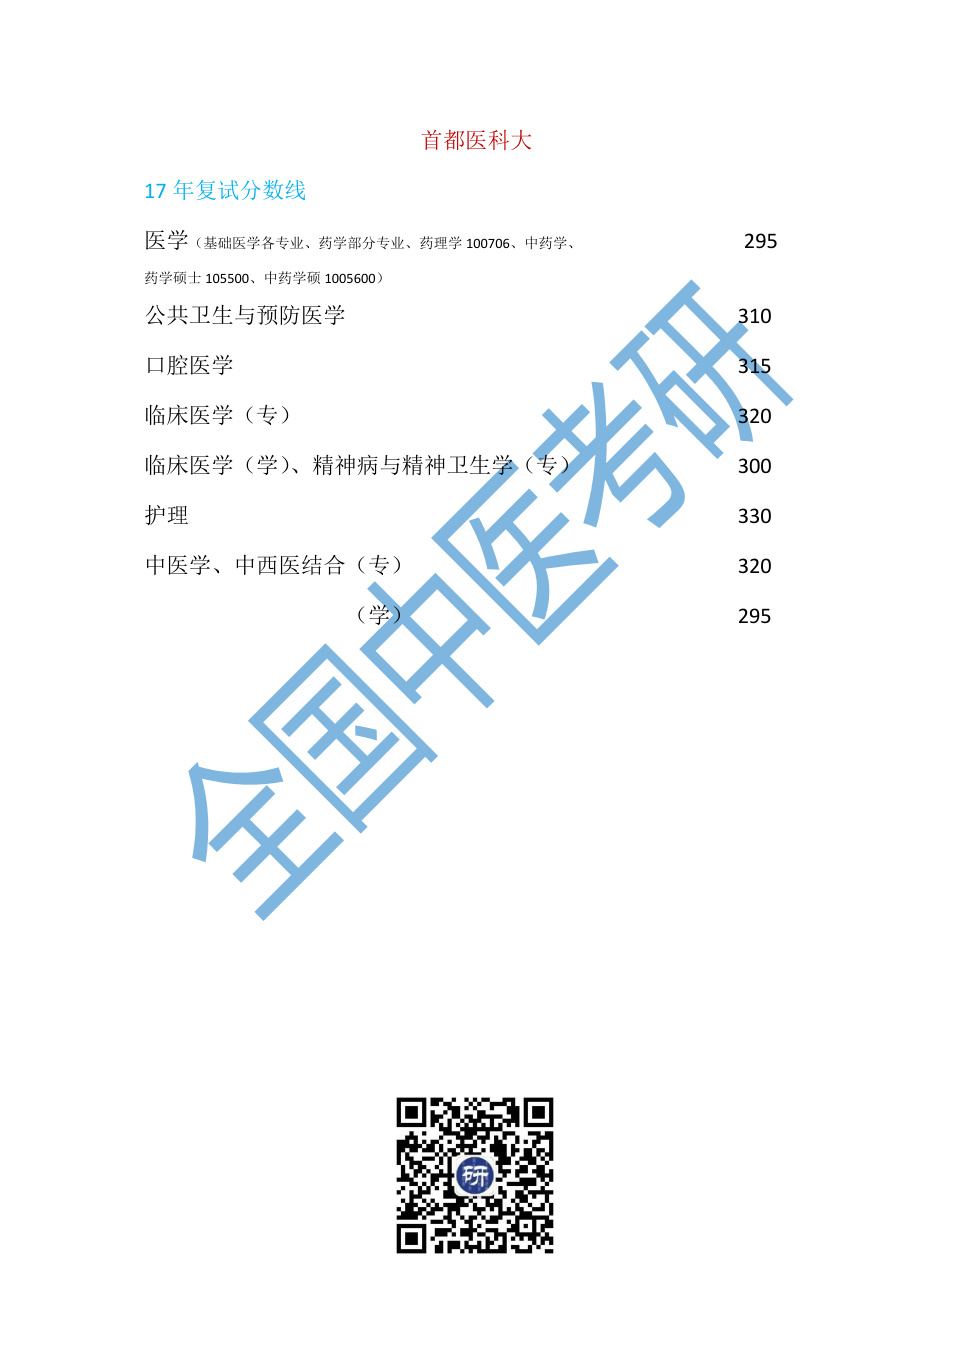 首都医科大
17 年复试分数线
医学（基础医学各专业、药学部分专业、药理学 100706、中药学、 295
药学硕士 105500、中药学硕 1005600）
公共卫生与预防医学 310
口腔医学 315
临床医学（专） 320
临床医学（学）、精神病与精神卫生学（专） 300
护理 330
中医学、中西医结合（专） 320
（学） 295
全国中医考研
研